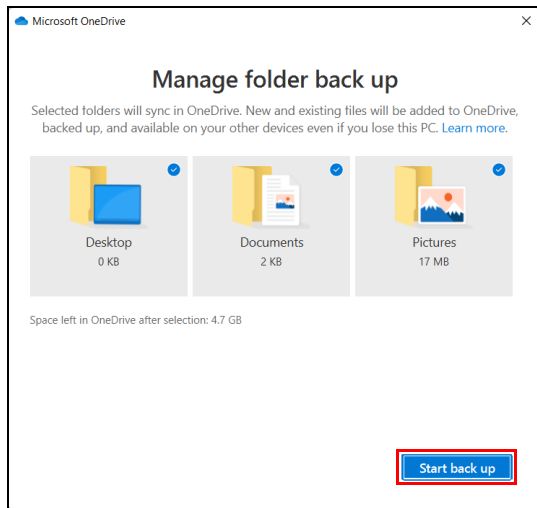 Microsoft OneDrive
Manage folder back up
Selected folders will sync in OneDrive. New and existing files will be added to OneDrive,
backed up, and available on your other devices even if you lose this PC. Learn more.
Desktop
0 KB
Documents
2 KB
Pictures
17 MB
Space left in OneDrive after selection: 4.7 GB
Start back up